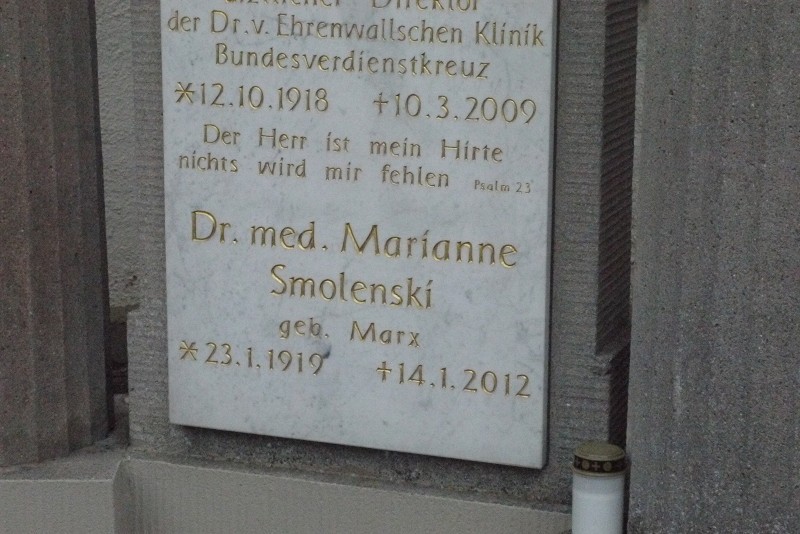 Direktor
der Dr. v. Ehrenwallschen Klinik
Bundesverdienstkreuz
*12.10.1918 †10.3.2009
Der Herr ist mein Hirte
nichts wird mir fehlen Psalm 23
Dr. med. Marianne
Smolenski
geb. Marx
*23.1.1919 †14.1.2012